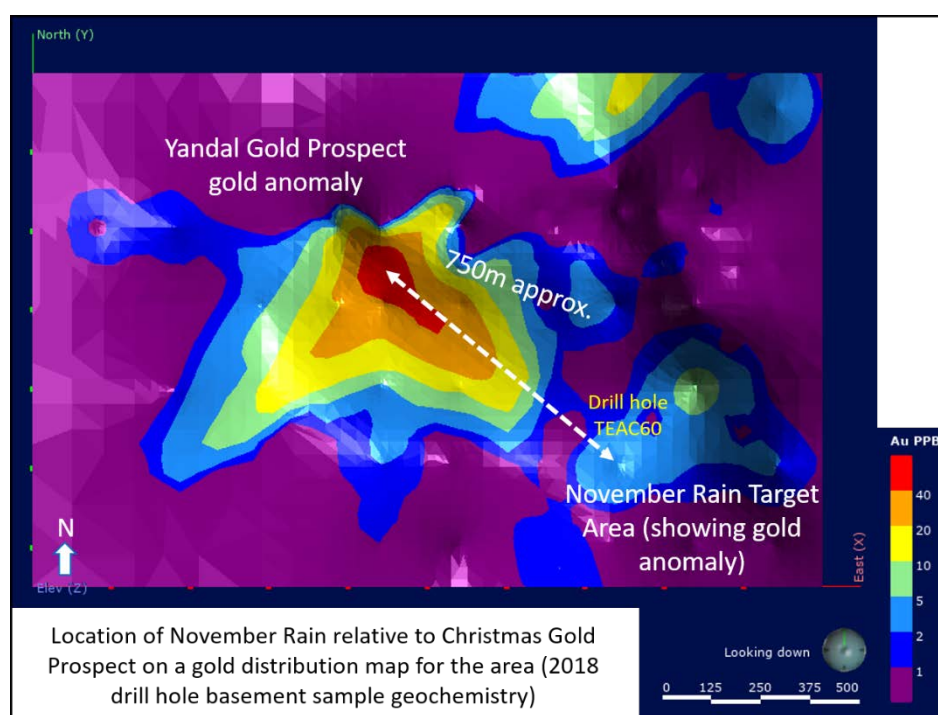 North (Y)
Yandal Gold Prospect
gold anomaly
750m approx.
Drill hole
TEAC60
November Rain Target
Area (showing gold
anomaly)
N
Elev (Z)
East (X)
Au PPB
40
20
10
5
2
1
Location of November Rain relative to Christmas Gold
Prospect on a gold distribution map for the area (2018
drill hole basement sample geochemistry)
Looking down
0 125 250 375 500